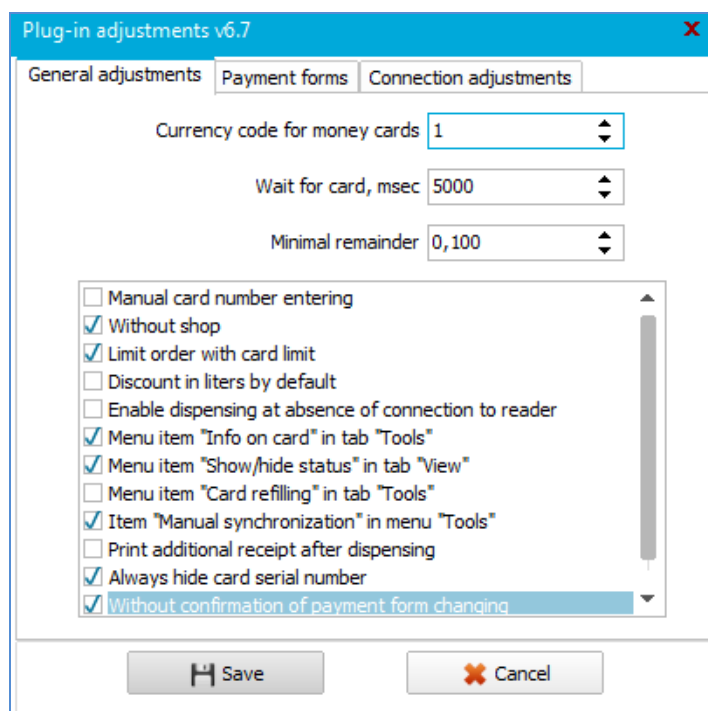 Plug-in adjustments v6.7
General adjustments Payment forms Connection adjustments
Currency code for money cards 1
Wait for card, msec 5000
Minimal remainder 0,100
Manual card number entering
Without shop
Limit order with card limit
Discount in liters by default
Enable dispensing at absence of connection to reader
Menu item "Info on card" in tab "Tools"
Menu item "Show/hide status" in tab "View"
Menu item "Card refilling" in tab "Tools"
Item "Manual synchronization" in menu "Tools"
Print additional receipt after dispensing
Always hide card serial number
Without confirmation of payment form changing
Save Cancel